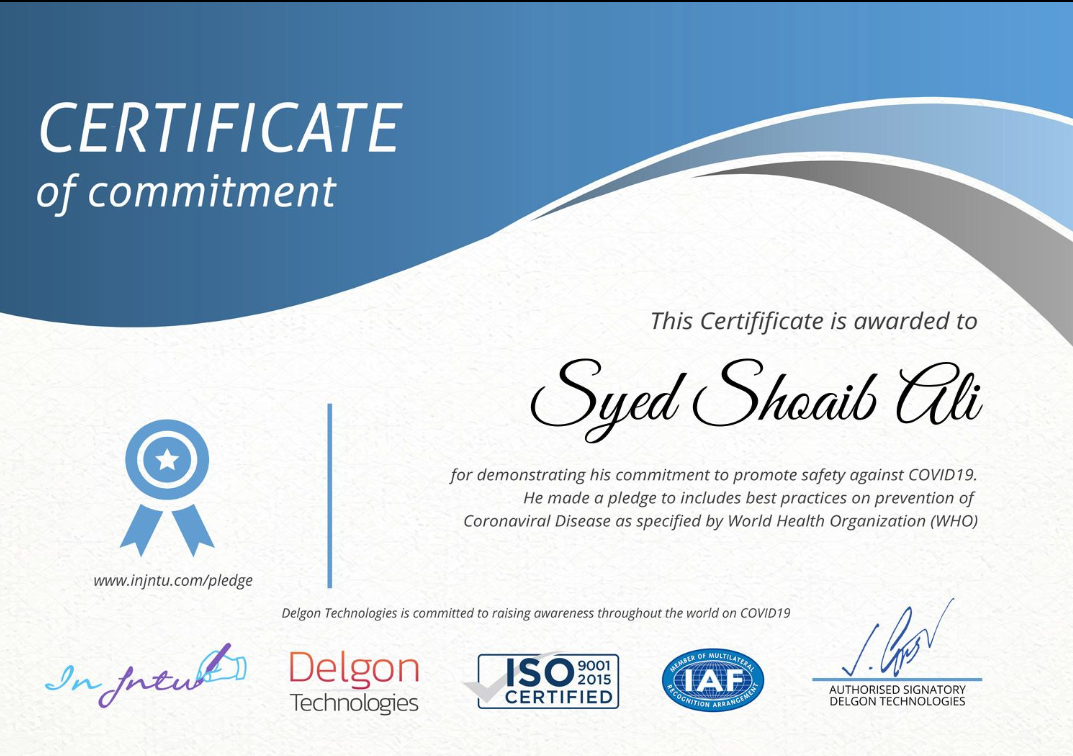 CERTIFICATE
of commitment
This Certifificate is awarded to
Syed Shoaib Ali
for demonstrating his commitment to promote safety against COVID19.
He made a pledge to includes best practices on prevention of
Coronaviral Disease as specified by World Health Organization (WHO)
www.injntu.com/pledge
Delgon Technologies is committed to raising awareness throughout the world on COVID19
In Jntu
Delgon
Technologies
ISO 9001
2015
CERTIFIED
MEMBER OF MULTILATERAL
IAF
RECOGNITION ARRANGEMENT
AUTHORISED SIGNATORY
DELGON TECHNOLOGIES